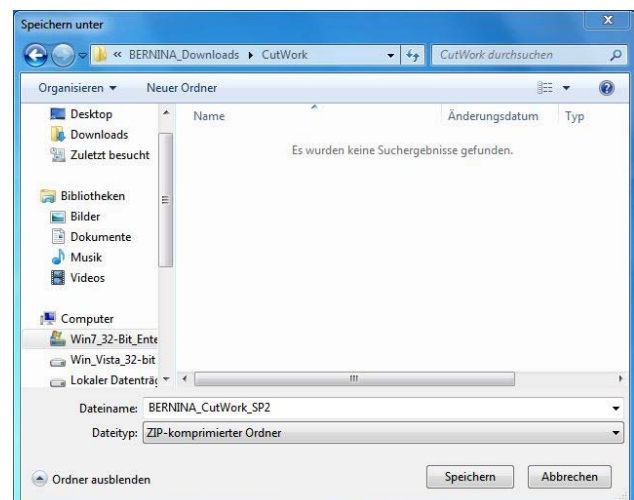 Speichern unter
« BERNINA_Downloads ▸ CutWork
CutWork durchsuchen
Organisieren ▾ Neuer Ordner
Name Änderungsdatum Typ
Es wurden keine Suchergebnisse gefunden.
Desktop
Downloads
Zuletzt besucht
Bibliotheken
Bilder
Dokumente
Musik
Videos
Computer
Win7_32-Bit_Ente
Win_Vista_32-bit
Lokaler Datenträg
Dateiname: BERNINA_CutWork_SP2
Dateityp: ZIP-komprimierter Ordner
Ordner ausblenden
Speichern Abbrechen